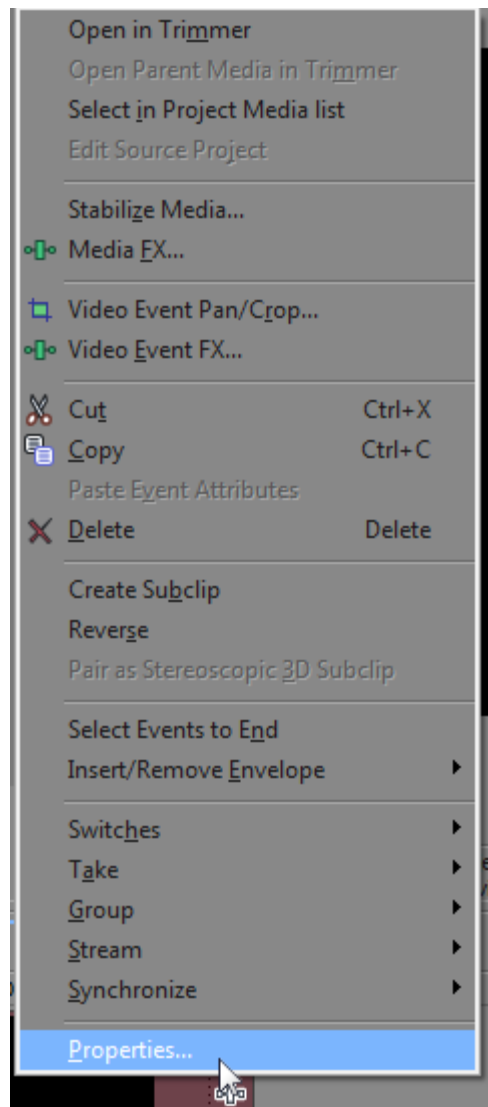 Open in Trimmer
Open Parent Media in Trimmer
Select in Project Media list
Edit Source Project
Stabilize Media...
Media FX...
Video Event Pan/Crop...
Video Event FX...
Cut Ctrl+X
Copy Ctrl+C
Paste Event Attributes
Delete Delete
Create Subclip
Reverse
Pair as Stereoscopic 3D Subclip
Select Events to End
Insert/Remove Envelope
Switches
Take
Group
Stream
Synchronize
Properties...